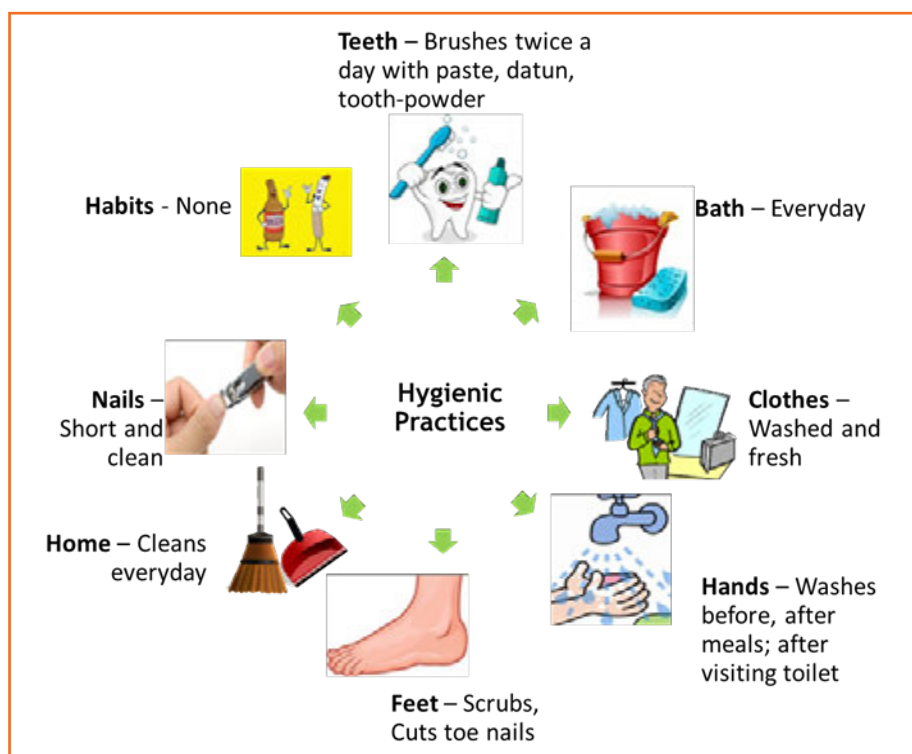 Teeth – Brushes twice a
day with paste, datun,
tooth-powder
Habits - None
Bath – Everyday
Nails –
Short and
clean
Hygienic
Practices
Clothes –
Washed and
fresh
Home – Cleans
everyday
Hands – Washes
before, after
meals; after
visiting toilet
Feet – Scrubs,
Cuts toe nails